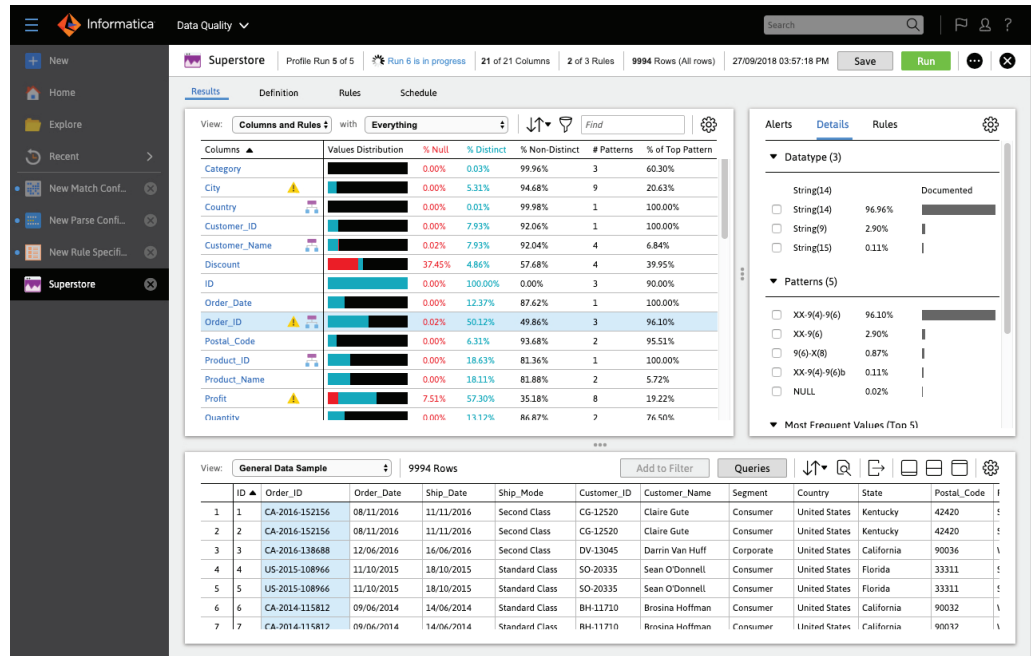 Informatica Data Quality Search ?
New
Home
Explore
Recent
New Match Conf...
New Parse Confi...
New Rule Specifi...
Superstore
Superstore Profile Run 5 of 5 Run 6 is in progress 21 of 21 Columns 2 of 3 Rules 9994 Rows (All rows) 27/09/2018 03:57:18 PM Save Run
Results Definition Rules Schedule
View: Columns and Rules with Everything Find
Columns Values Distribution % Null % Distinct % Non-Distinct # Patterns % of Top Pattern
Category 0.00% 0.03% 99.96% 3 60.30%
City 0.00% 5.31% 94.68% 9 20.63%
Country 0.00% 0.01% 99.98% 1 100.00%
Customer_ID 0.00% 7.93% 92.06% 1 100.00%
Customer_Name 0.02% 7.93% 92.04% 4 6.84%
Discount 37.45% 4.86% 57.68% 4 39.95%
ID 0.00% 100.00% 0.00% 3 90.00%
Order_Date 0.00% 12.37% 87.62% 1 100.00%
Order_ID 0.02% 50.12% 49.86% 3 96.10%
Postal_Code 0.00% 6.31% 93.68% 2 95.51%
Product_ID 0.00% 18.63% 81.36% 1 100.00%
Product_Name 0.00% 18.11% 81.88% 2 5.72%
Profit 7.51% 57.30% 35.18% 8 19.22%
Quantity 0.00% 13.12% 86.87% 2 76.50%
Alerts Details Rules
Datatype (3)
String(14) Documented
String(14) 96.96%
String(9) 2.90%
String(15) 0.11%
Patterns (5)
XX-9(4)-9(6) 96.10%
XX-9(6) 2.90%
9(6)-X(8) 0.87%
XX-9(4)-9(6)b 0.11%
NULL 0.02%
Most Frequent Values (Top 5)
View: General Data Sample 9994 Rows Add to Filter Queries
ID Order_ID Order_Date Ship_Date Ship_Mode Customer_ID Customer_Name Segment Country State Postal_Code
1 1 CA-2016-152156 08/11/2016 11/11/2016 Second Class CG-12520 Claire Gute Consumer United States Kentucky 42420
2 2 CA-2016-152156 08/11/2016 11/11/2016 Second Class CG-12520 Claire Gute Consumer United States Kentucky 42420
3 3 CA-2016-138688 12/06/2016 16/06/2016 Second Class DV-13045 Darrin Van Huff Corporate United States California 90036
4 4 US-2015-108966 11/10/2015 18/10/2015 Standard Class SO-20335 Sean O'Donnell Consumer United States Florida 33311
5 5 US-2015-108966 11/10/2015 18/10/2015 Standard Class SO-20335 Sean O'Donnell Consumer United States Florida 33311
6 6 CA-2014-115812 09/06/2014 14/06/2014 Standard Class BH-11710 Brosina Hoffman Consumer United States California 90032
7 7 CA-2014-115812 09/06/2014 14/06/2014 Standard Class BH-11710 Brosina Hoffman Consumer United States California 90032